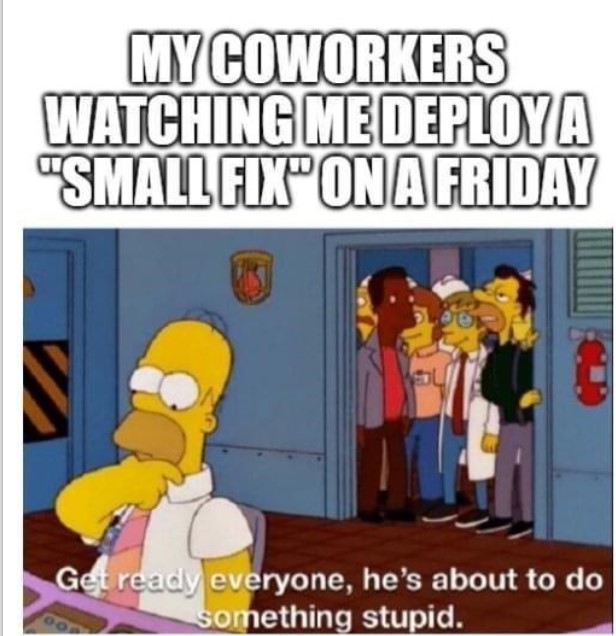 MY COWORKERS
WATCHING ME DEPLOY A
"SMALL FIX" ON A FRIDAY
Get ready everyone, he's about to do
something stupid.